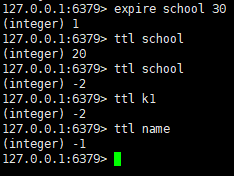 127.0.0.1:6379> expire school 30
(integer) 1
127.0.0.1:6379> ttl school
(integer) 20
127.0.0.1:6379> ttl school
(integer) -2
127.0.0.1:6379> ttl k1
(integer) -2
127.0.0.1:6379> ttl name
(integer) -1
127.0.0.1:6379>